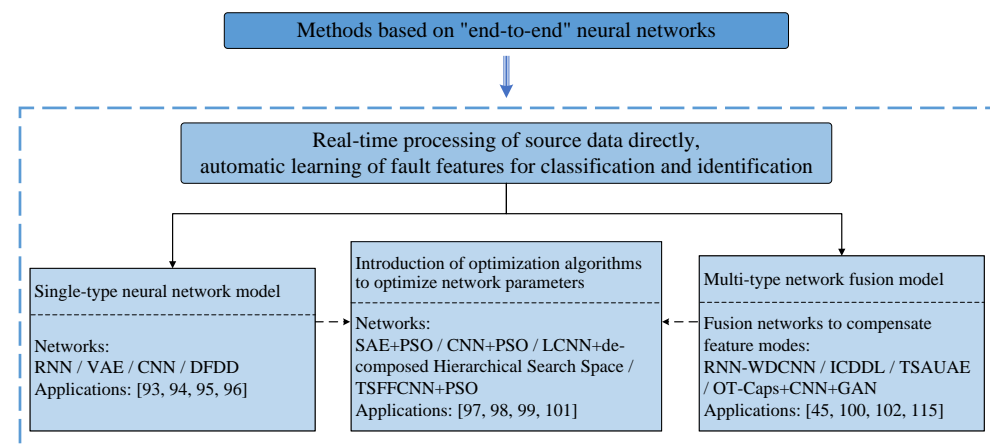 Methods based on "end-to-end" neural networks
Real-time processing of source data directly,
automatic learning of fault features for classification and identification
Single-type neural network model
Networks:
RNN / VAE / CNN / DFDD
Applications: [93, 94, 95, 96]
Introduction of optimization algorithms
to optimize network parameters
Networks:
SAE+PSO / CNN+PSO / LCNN+de-
composed Hierarchical Search Space /
TSFFCNN+PSO
Applications: [97, 98, 99, 101]
Multi-type network fusion model
Fusion networks to compensate
feature modes:
RNN-WDCNN / ICDDL / TSAUAE
/ OT-Caps+CNN+GAN
Applications: [45, 100, 102, 115]